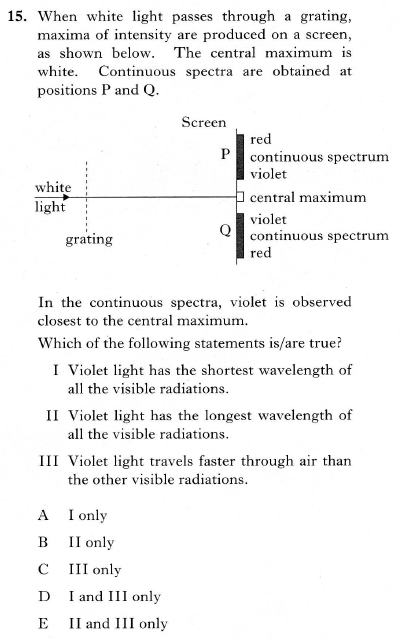 15. When white light passes through a grating,
maxima of intensity are produced on a screen,
as shown below. The central maximum is
white. Continuous spectra are obtained at
positions P and Q.
Screen
red
P continuous spectrum
violet
white
light
central maximum
violet
Q continuous spectrum
red
grating
In the continuous spectra, violet is observed
closest to the central maximum.
Which of the following statements is/are true?
I Violet light has the shortest wavelength of
all the visible radiations.
II Violet light has the longest wavelength of
all the visible radiations.
III Violet light travels faster through air than
the other visible radiations.
A I only
B II only
C III only
D I and III only
E II and III only